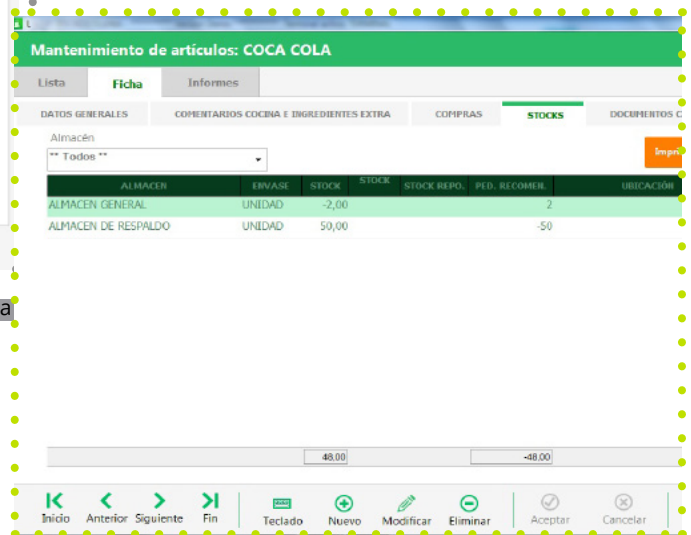 Mantenimiento de artículos: COCA COLA
Lista Ficha Informes
DATOS GENERALES COMENTARIOS COCINA E INGREDIENTES EXTRA COMPRAS STOCKS DOCUMENTOS C
Almacén
** Todos ** Impri
ALMACEN ENVASE STOCK STOCK STOCK REPO. PED. RECOMEN. UBICACIÓN
ALMACEN GENERAL UNIDAD -2,00 2
ALMACEN DE RESPALDO UNIDAD 50,00 -50
a
48,00 -48,00
Inicio Anterior Siguiente Fin Teclado Nuevo Modificar Eliminar Aceptar Cancelar